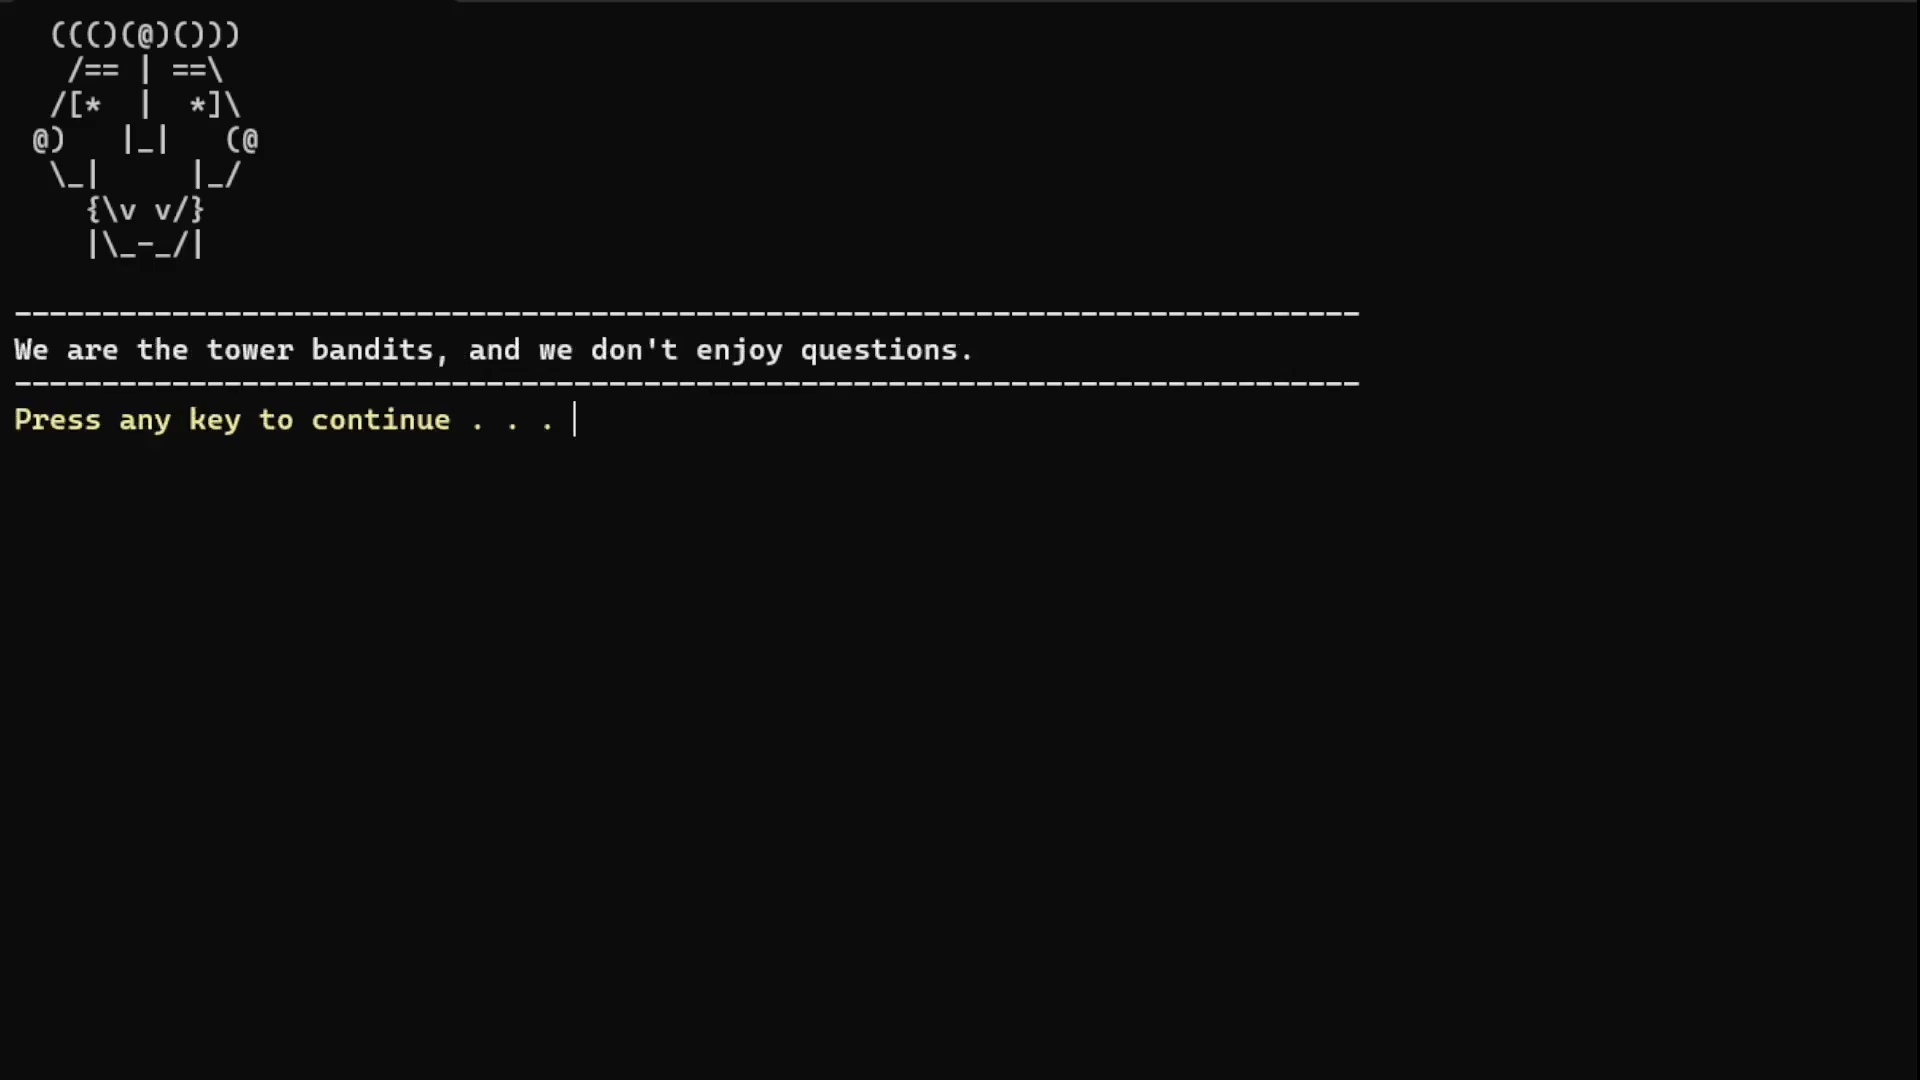 ((()(@)()))
/== | ==\
/[*  |  *]\
@)   |_|   (@
\_|     |_/
{\v v/}
|\_-_/|
-----------------------------------------------------------------------------
We are the tower bandits, and we don't enjoy questions.
-----------------------------------------------------------------------------
Press any key to continue . . .